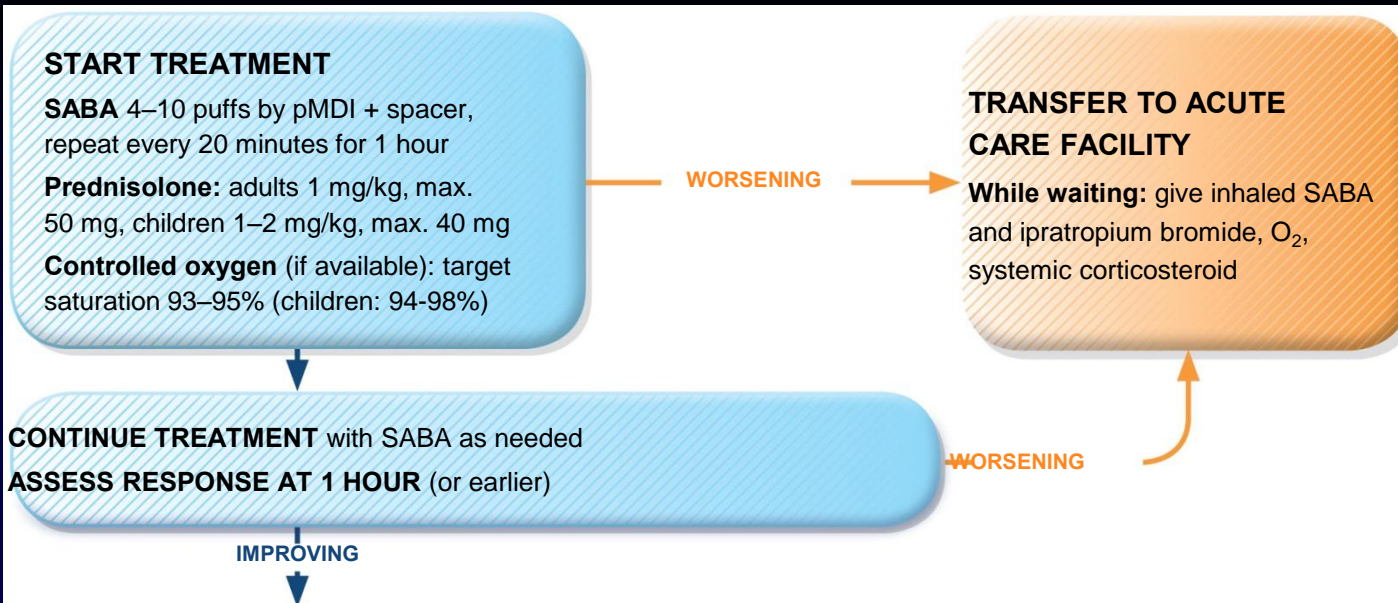 START TREATMENT
SABA 4–10 puffs by pMDI + spacer,
repeat every 20 minutes for 1 hour
Prednisolone: adults 1 mg/kg, max.
50 mg, children 1–2 mg/kg, max. 40 mg
Controlled oxygen (if available): target
saturation 93–95% (children: 94-98%)
WORSENING
TRANSFER TO ACUTE
CARE FACILITY
While waiting: give inhaled SABA
and ipratropium bromide, O₂,
systemic corticosteroid
CONTINUE TREATMENT with SABA as needed
ASSESS RESPONSE AT 1 HOUR (or earlier)
WORSENING
IMPROVING